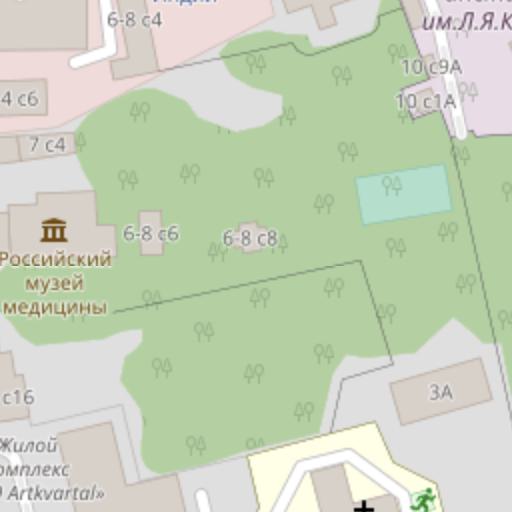 Индии
6-8 с4
им.Л.Я.К
10 с9А
4 с6
10 с1А
7 с4
6-8 с6
6-8 с8
Российский
музей
медицины
3А
с16
Жилой
Artkvartal»